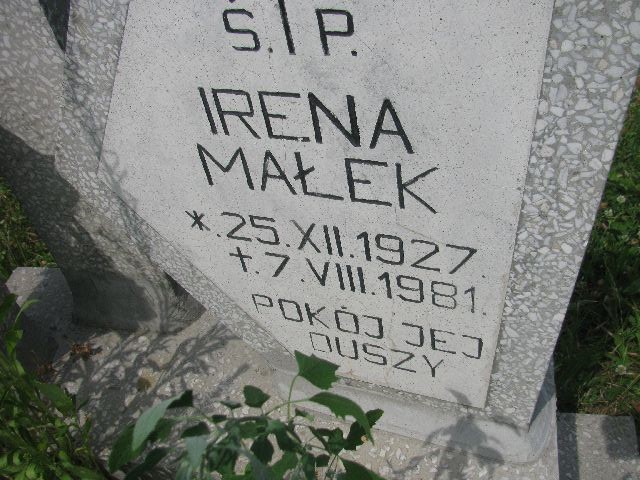 Ś. † P.
IRENA
MAŁEK
*. 25. XII. 1927.
†. 7. VIII. 1981.
POKÓJ JEJ
DUSZY